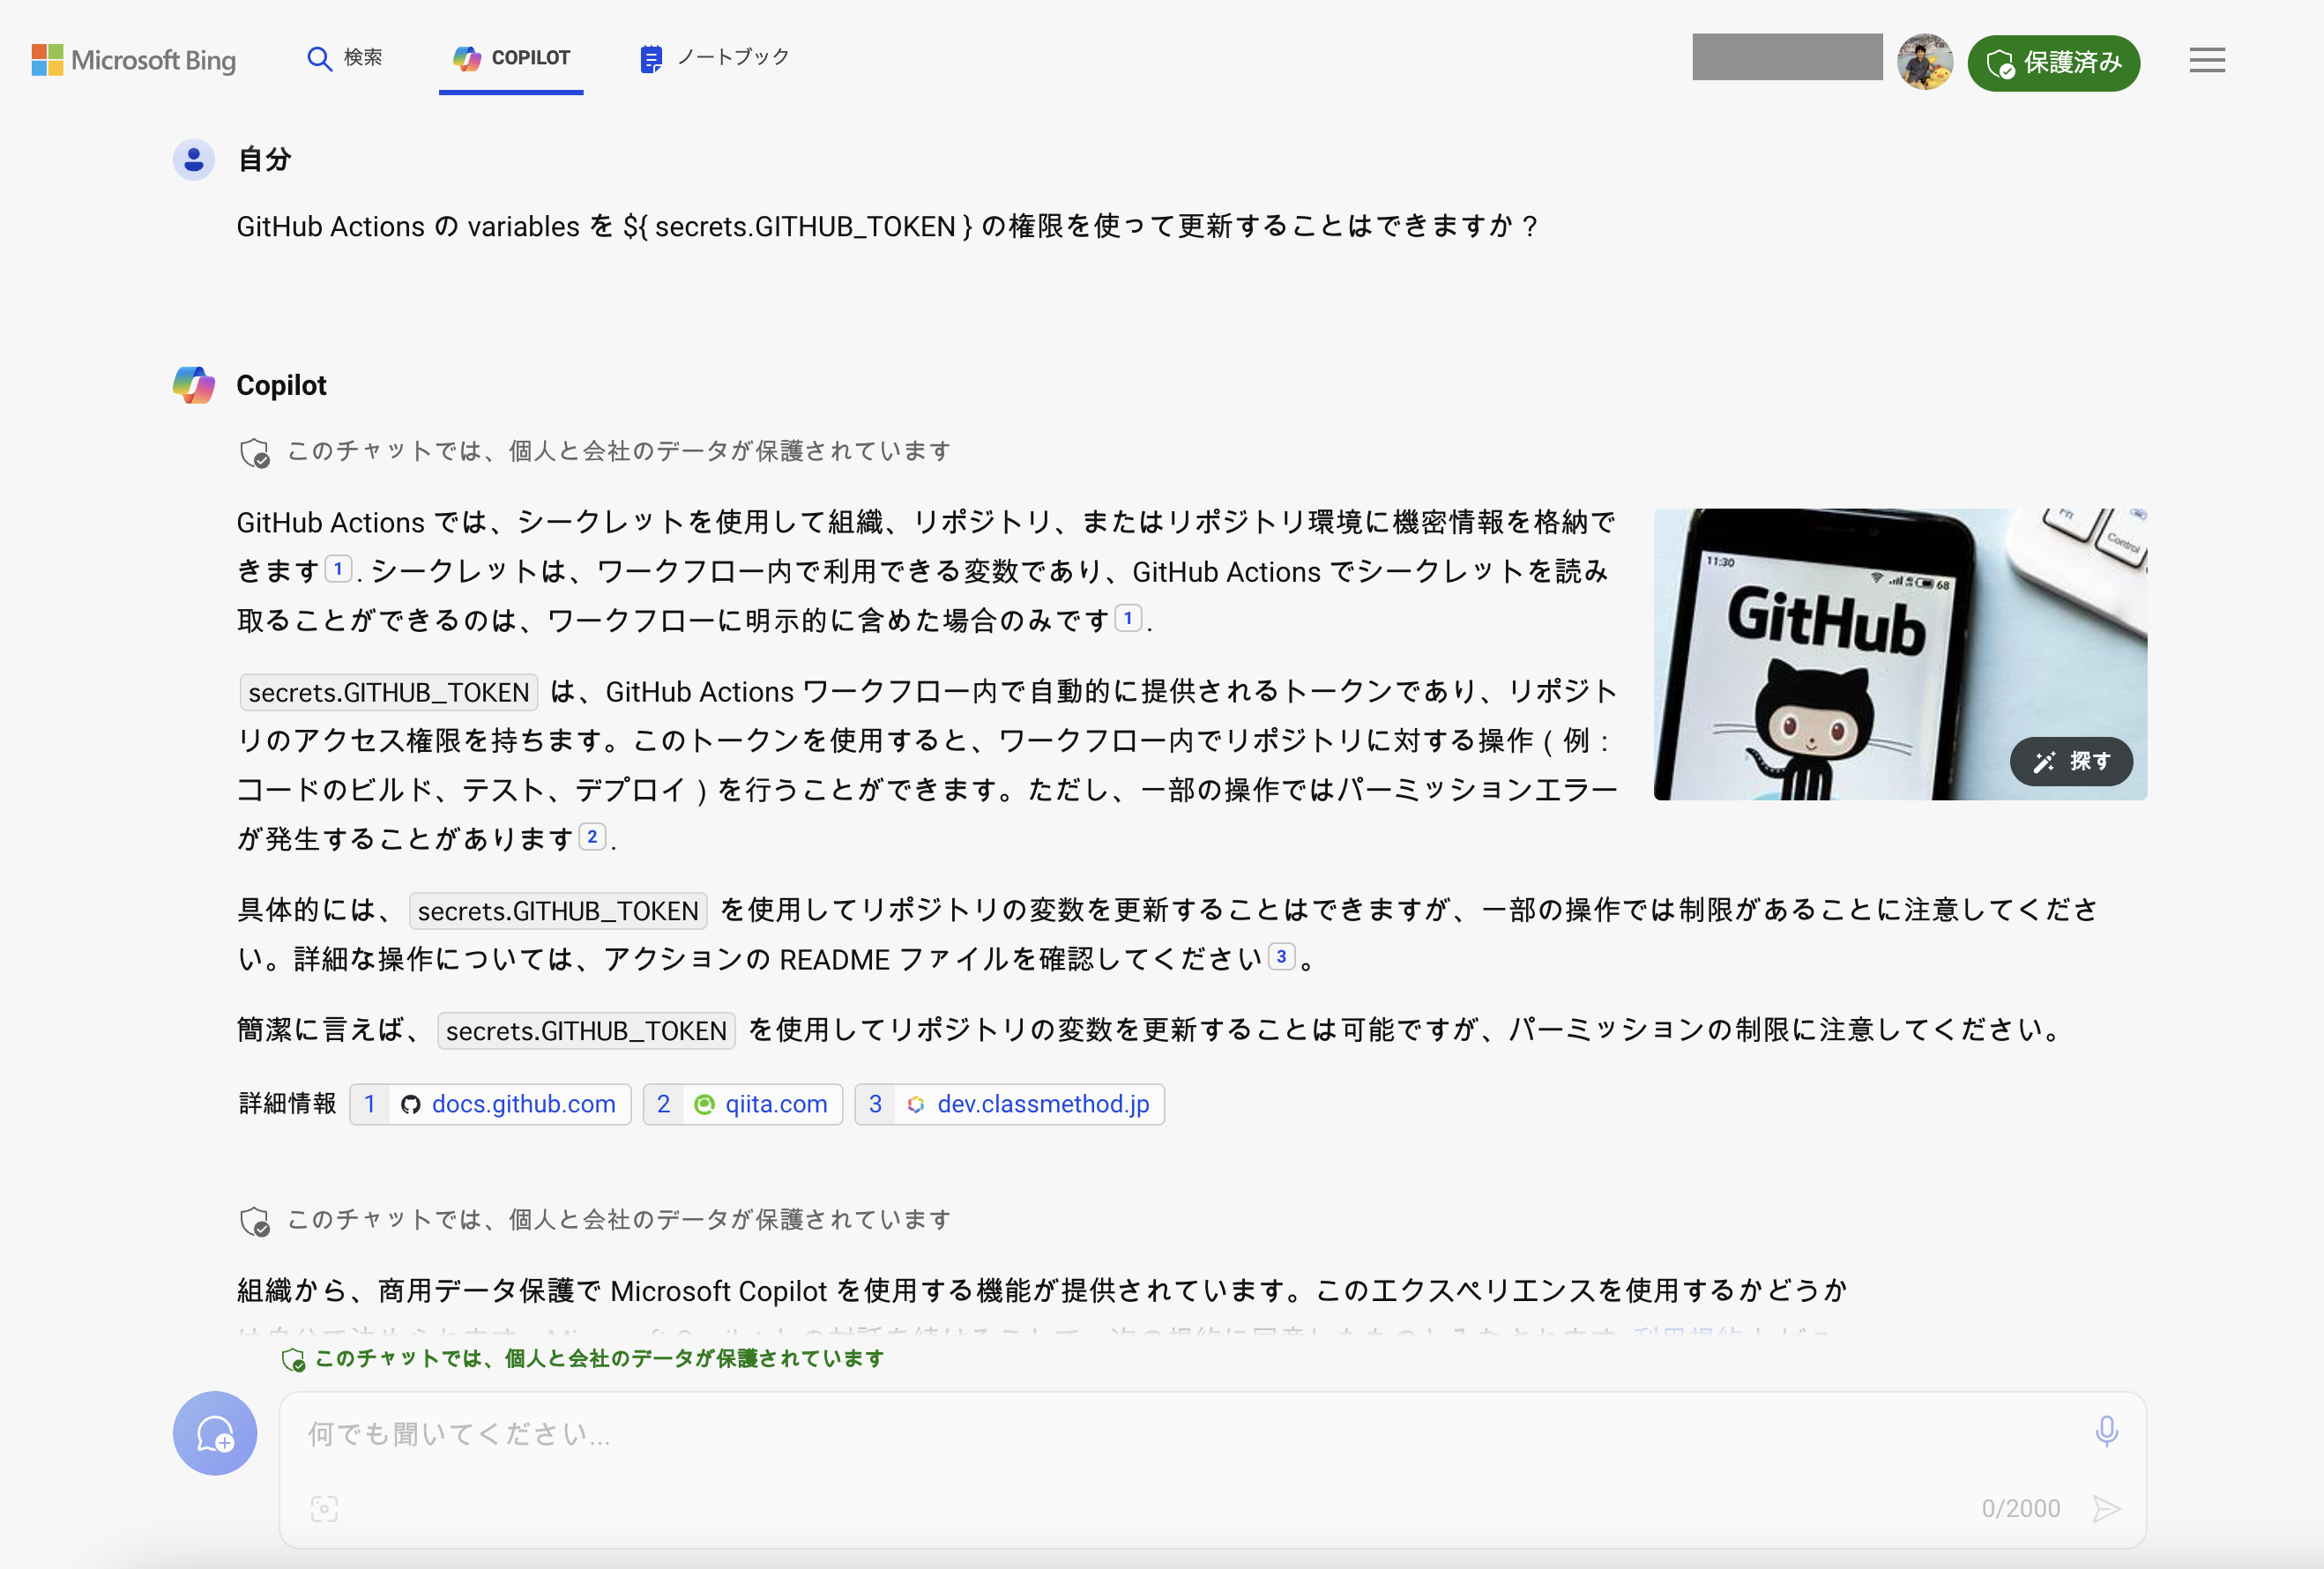 Microsoft Bing
検索
COPILOT
ノートブック
保護済み
自分
GitHub Actions の variables を ${ secrets.GITHUB_TOKEN } の権限を使って更新することはできますか？
Copilot
このチャットでは、個人と会社のデータが保護されています
GitHub Actions では、シークレットを使用して組織、リポジトリ、またはリポジトリ環境に機密情報を格納で
きます 1 . シークレットは、ワークフロー内で利用できる変数であり、GitHub Actions でシークレットを読み
取ることができるのは、ワークフローに明示的に含めた場合のみです 1 .
11:30
68
GitHub
Fn
Control
探す
secrets.GITHUB_TOKEN は、GitHub Actions ワークフロー内で自動的に提供されるトークンであり、リポジト
リのアクセス権限を持ちます。このトークンを使用すると、ワークフロー内でリポジトリに対する操作（例：
コードのビルド、テスト、デプロイ）を行うことができます。ただし、一部の操作ではパーミッションエラー
が発生することがあります 2 .
具体的には、 secrets.GITHUB_TOKEN を使用してリポジトリの変数を更新することはできますが、一部の操作では制限があることに注意してくださ
い。詳細な操作については、アクションの README ファイルを確認してください 3 。
簡潔に言えば、 secrets.GITHUB_TOKEN を使用してリポジトリの変数を更新することは可能ですが、パーミッションの制限に注意してください。
詳細情報 1 docs.github.com 2 qiita.com 3 dev.classmethod.jp
このチャットでは、個人と会社のデータが保護されています
組織から、商用データ保護で Microsoft Copilot を使用する機能が提供されています。このエクスペリエンスを使用するかどうか
このチャットでは、個人と会社のデータが保護されています
何でも聞いてください...
0/2000